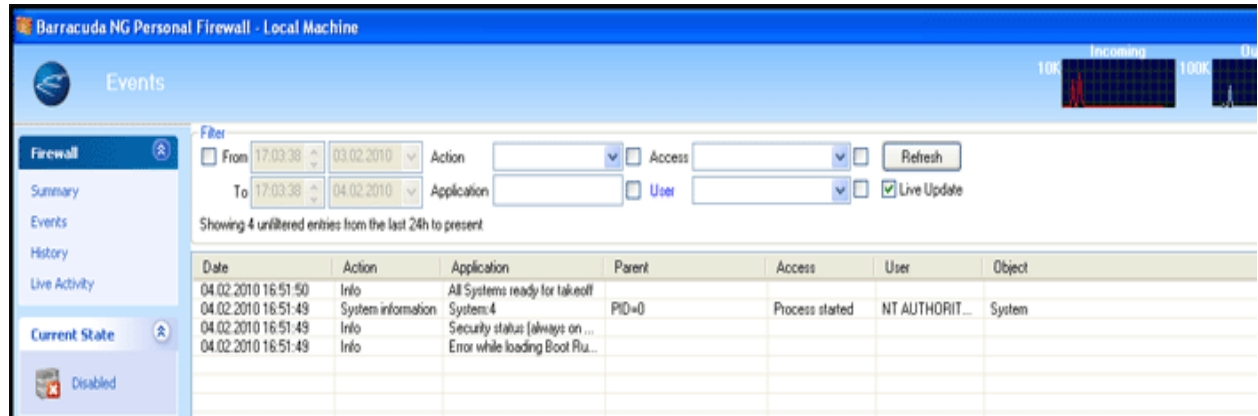 Barracuda NG Personal Firewall - Local Machine
Events
Incoming
10K
100K
Ou
Firewall
Summary
Events
History
Live Activity
Current State
Disabled
Filter
From 17:03:38 03.02.2010 Action Access Refresh
To 17:03:38 04.02.2010 Application User Live Update
Showing 4 unfiltered entries from the last 24h to present
Date Action Application Parent Access User Object
04.02.2010 16:51:50 Info All Systems ready for takeoff
04.02.2010 16:51:49 System information System:4 PID=0 Process started NT AUTHORIT... System
04.02.2010 16:51:49 Info Security status (always on ...
04.02.2010 16:51:49 Info Error while loading Boot Ru...